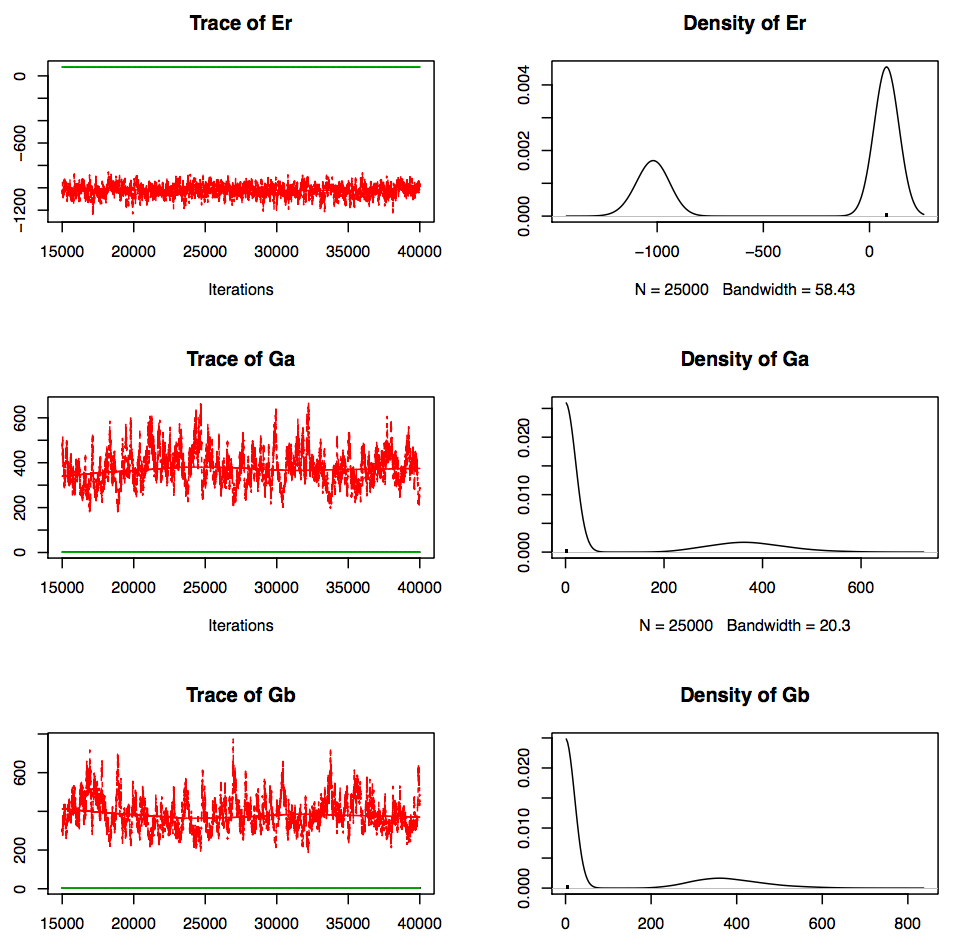 Trace of Er
Density of Er
0
−600
−1200
15000 20000 25000 30000 35000 40000
Iterations
0.004
0.002
0.000
−1000 −500 0
N = 25000 Bandwidth = 58.43
Trace of Ga
Density of Ga
600
400
200
0
15000 20000 25000 30000 35000 40000
Iterations
0.020
0.010
0.000
0 200 400 600
N = 25000 Bandwidth = 20.3
Trace of Gb
Density of Gb
600
200
0
15000 20000 25000 30000 35000 40000
0.020
0.010
0.000
0 200 400 600 800